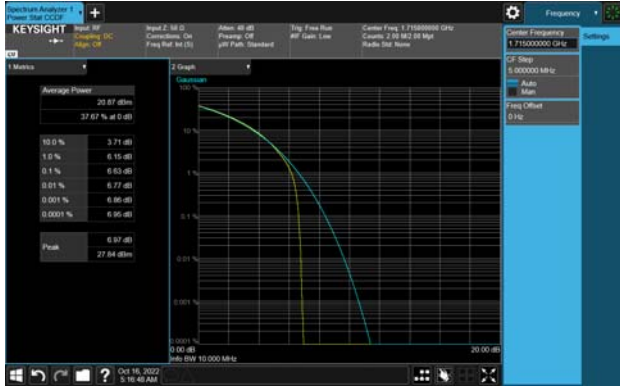 Spectrum Analyzer 1
Power Stat CCDF
+
Frequency
KEYSIGHT
Input: RF
Coupling: DC
Align: Off
Input Z: 50 Ω
Corrections: On
Freq Ref: Int (S)
Atten: 40 dB
Preamp: Off
µW Path: Standard
Trig: Free Run
#IF Gain: Low
Center Freq: 1.715000000 GHz
Counts: 2.00 M/2.00 Mpt
Radio Std: None
Center Frequency
1.715000000 GHz
Settings
CF Step
5.000000 MHz
Auto
Man
Freq Offset
0 Hz
1 Metrics
Average Power
20.87 dBm
37.67 % at 0 dB
10.0 % 3.71 dB
1.0 % 6.15 dB
0.1 % 6.63 dB
0.01 % 6.77 dB
0.001 % 6.86 dB
0.0001 % 6.95 dB
Peak
6.97 dB
27.84 dBm
2 Graph
Gaussian
100 %
10 %
1 %
0.1 %
0.01 %
0.001 %
0.0001 %
0.00 dB
20.00 dB
Info BW 10.000 MHz
?
Oct 16, 2022
5:16:48 AM